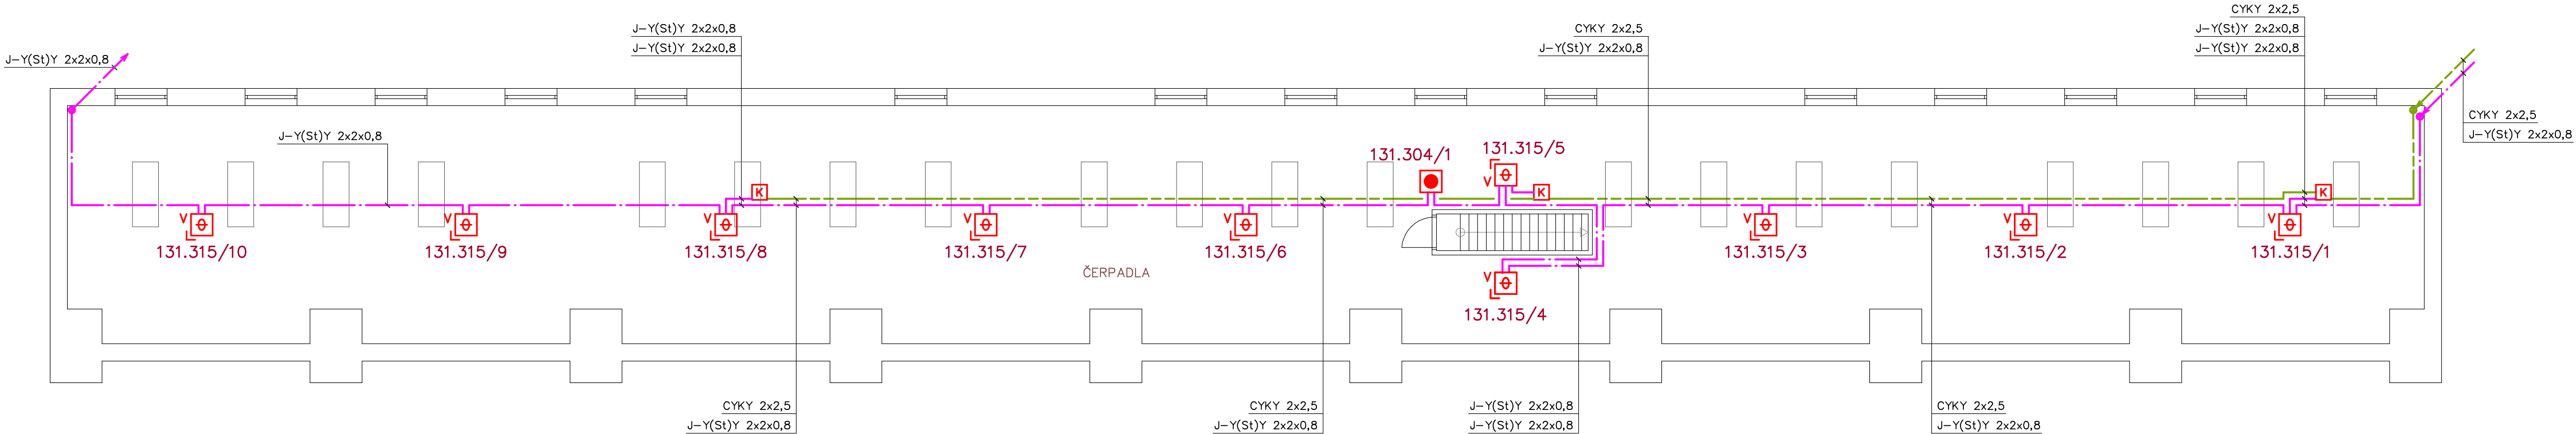 J-Y(St)Y 2x2x0,8
J-Y(St)Y 2x2x0,8
J-Y(St)Y 2x2x0,8
CYKY 2x2,5
J-Y(St)Y 2x2x0,8
CYKY 2x2,5
J-Y(St)Y 2x2x0,8
J-Y(St)Y 2x2x0,8
CYKY 2x2,5
J-Y(St)Y 2x2x0,8
J-Y(St)Y 2x2x0,8
131.304/1
131.315/5
V
K
K
K
V
131.315/10
V
131.315/9
V
131.315/8
V
131.315/7
V
131.315/6
V
131.315/3
V
131.315/2
V
131.315/1
ČERPADLA
V
131.315/4
CYKY 2x2,5
J-Y(St)Y 2x2x0,8
CYKY 2x2,5
J-Y(St)Y 2x2x0,8
J-Y(St)Y 2x2x0,8
J-Y(St)Y 2x2x0,8
CYKY 2x2,5
J-Y(St)Y 2x2x0,8